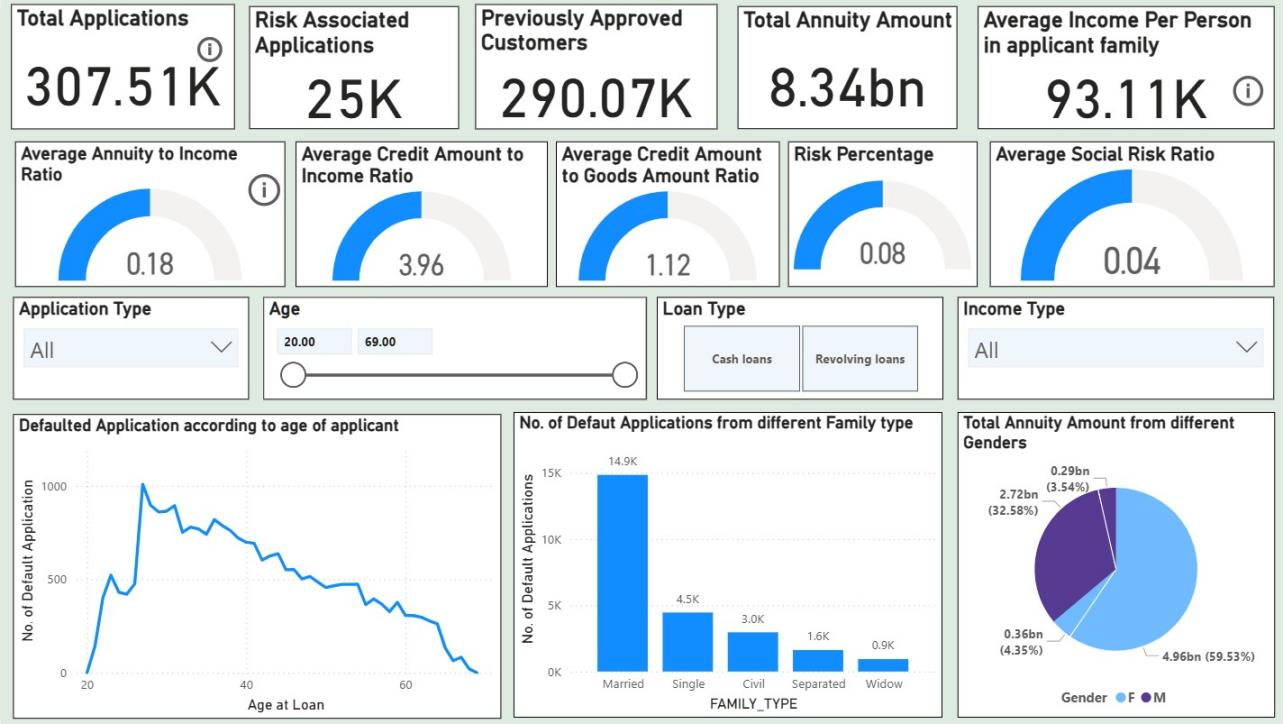 Total Applications
307.51K
Risk Associated
Applications
25K
Previously Approved
Customers
290.07K
Total Annuity Amount
8.34bn
Average Income Per Person
in applicant family
93.11K
Average Annuity to Income
Ratio
0.18
Average Credit Amount to
Income Ratio
3.96
Average Credit Amount
to Goods Amount Ratio
1.12
Risk Percentage
0.08
Average Social Risk Ratio
0.04
Application Type
All
Age
20.00
69.00
Loan Type
Cash loans
Revolving loans
Income Type
All
Defaulted Application according to age of applicant
No. of Default Application
1000
500
0
20
40
60
Age at Loan
No. of Defaut Applications from different Family type
No. of Default Applications
15K
10K
5K
0K
14.9K
4.5K
3.0K
1.6K
0.9K
Married
Single
Civil
Separated
Widow
FAMILY_TYPE
Total Annuity Amount from different
Genders
0.29bn
(3.54%)
2.72bn
(32.58%)
0.36bn
(4.35%)
4.96bn (59.53%)
Gender F M